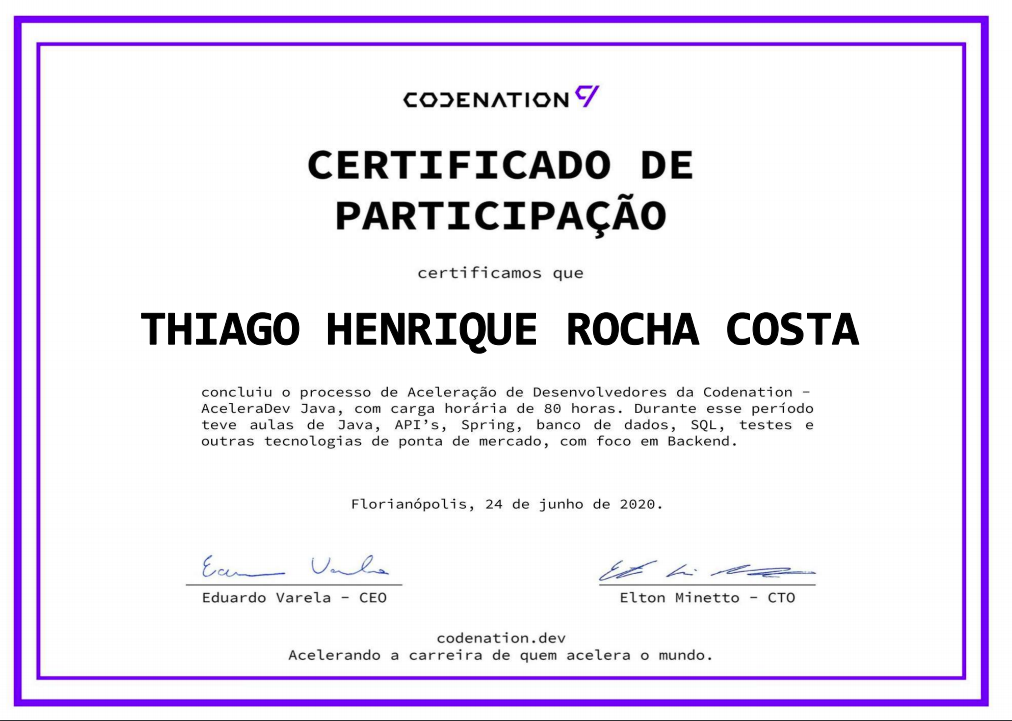 CODENATION
CERTIFICADO DE
PARTICIPAÇÃO
certificamos que
THIAGO HENRIQUE ROCHA COSTA
concluiu o processo de Aceleração de Desenvolvedores da Codenation -
AceleraDev Java, com carga horária de 80 horas. Durante esse período
teve aulas de Java, API's, Spring, banco de dados, SQL, testes e
outras tecnologias de ponta de mercado, com foco em Backend.
Florianópolis, 24 de junho de 2020.
Eduardo Varela - CEO
Elton Minetto - CTO
codenation.dev
Acelerando a carreira de quem acelera o mundo.